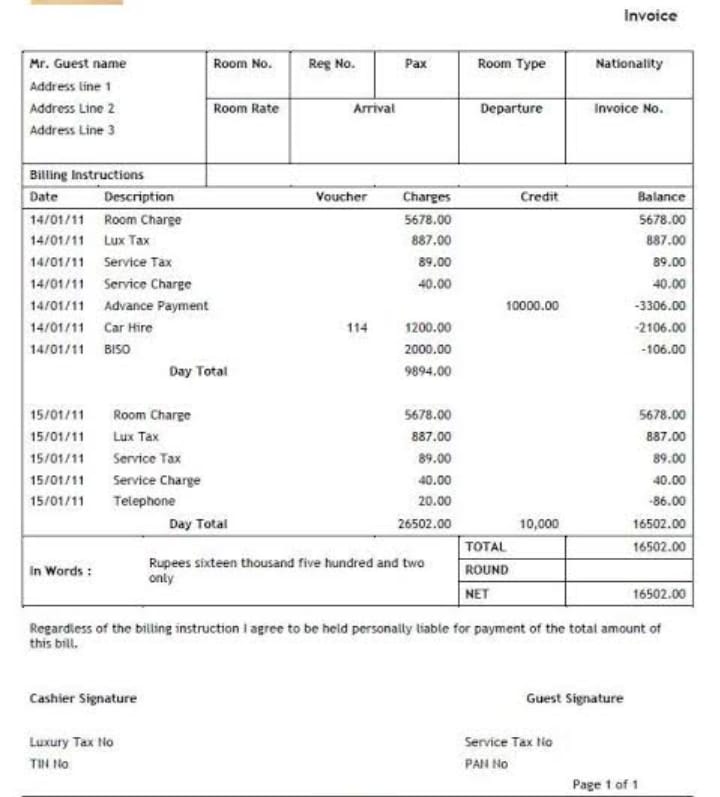 Invoice
Mr. Guest name Room No. Reg No. Pax Room Type Nationality
Address line 1
Address Line 2 Room Rate Arrival Departure Invoice No.
Address Line 3
Billing Instructions
Date Description Voucher Charges Credit Balance
14/01/11 Room Charge 5678.00 5678.00
14/01/11 Lux Tax 887.00 887.00
14/01/11 Service Tax 89.00 89.00
14/01/11 Service Charge 40.00 40.00
14/01/11 Advance Payment 10000.00 -3306.00
14/01/11 Car Hire 114 1200.00 -2106.00
14/01/11 BISO 2000.00 -106.00
Day Total 9894.00
15/01/11 Room Charge 5678.00 5678.00
15/01/11 Lux Tax 887.00 887.00
15/01/11 Service Tax 89.00 89.00
15/01/11 Service Charge 40.00 40.00
15/01/11 Telephone 20.00 -86.00
Day Total 26502.00 10,000 16502.00
TOTAL 16502.00
In Words : Rupees sixteen thousand five hundred and two
only
ROUND
NET 16502.00
Regardless of the billing instruction I agree to be held personally liable for payment of the total amount of
this bill.
Cashier Signature Guest Signature
Luxury Tax No Service Tax No
TIN No PAN No
Page 1 of 1